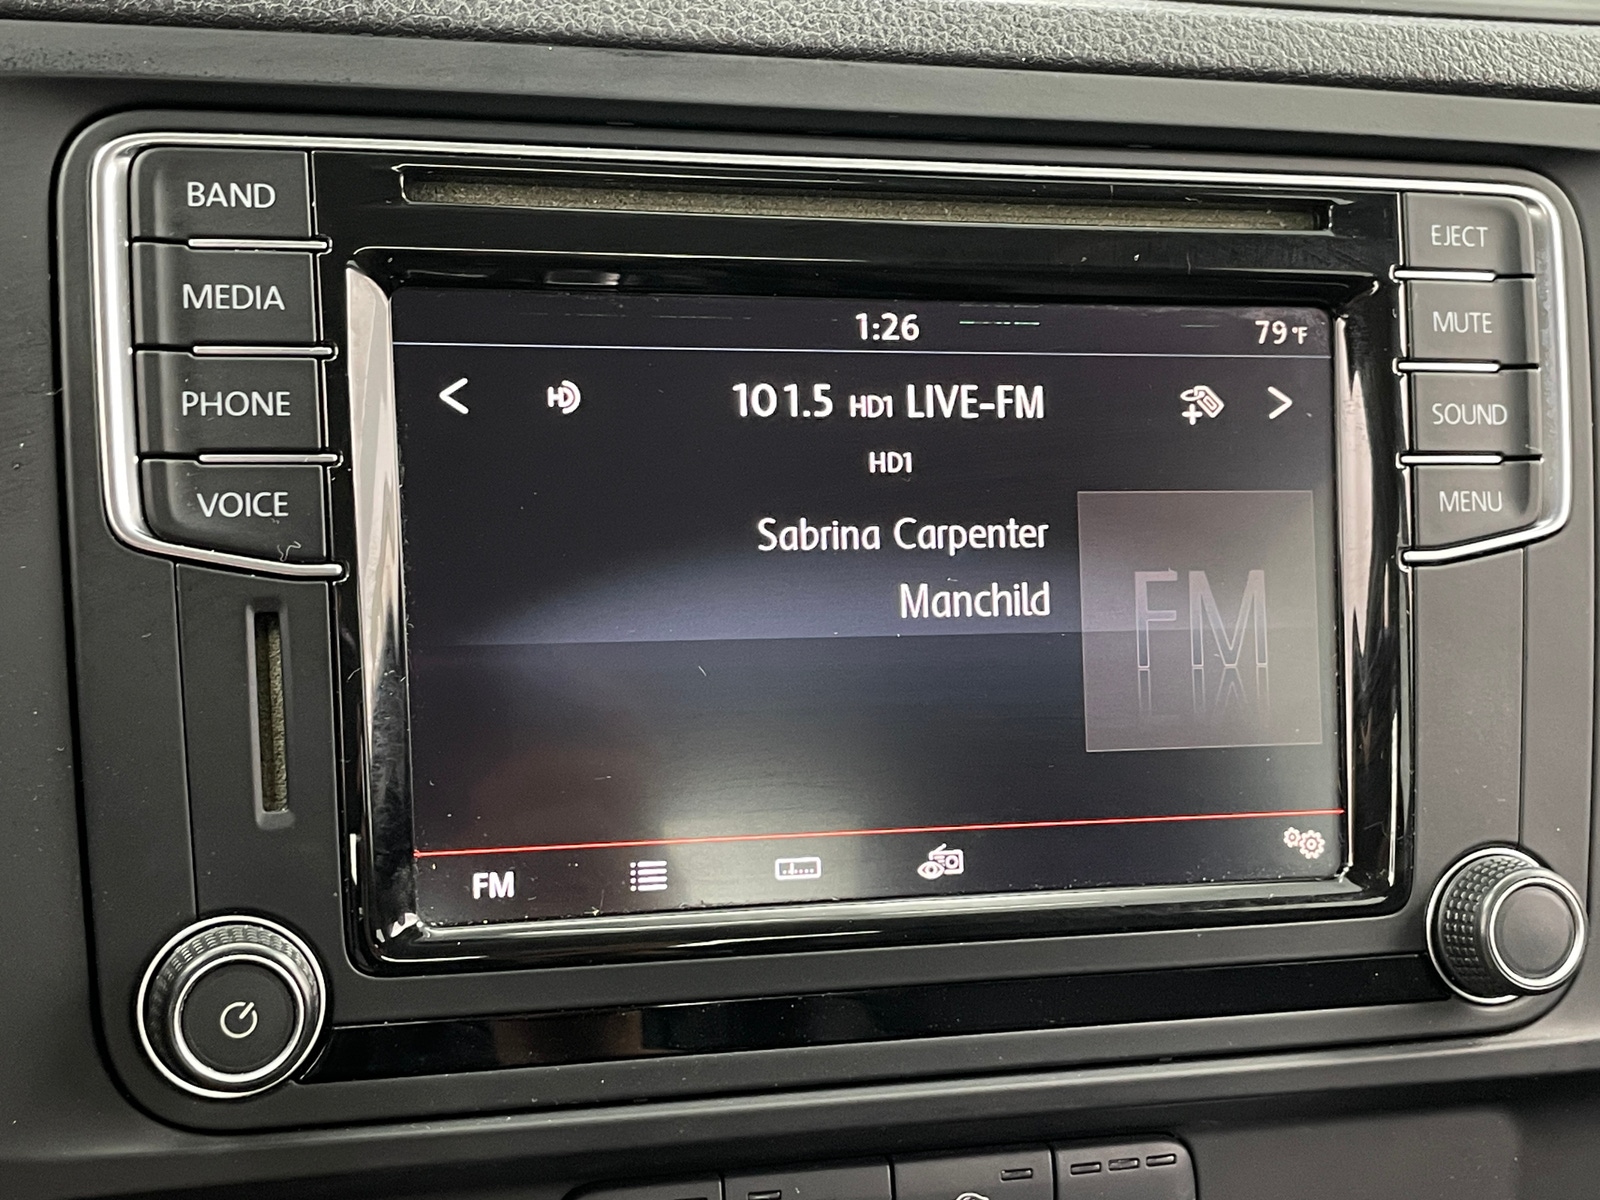 BAND
MEDIA
PHONE
VOICE
EJECT
MUTE
SOUND
MENU
1:26
79°F
< HD 101.5 HD1 LIVE-FM >
HD1
Sabrina Carpenter
Manchild
FM
FM